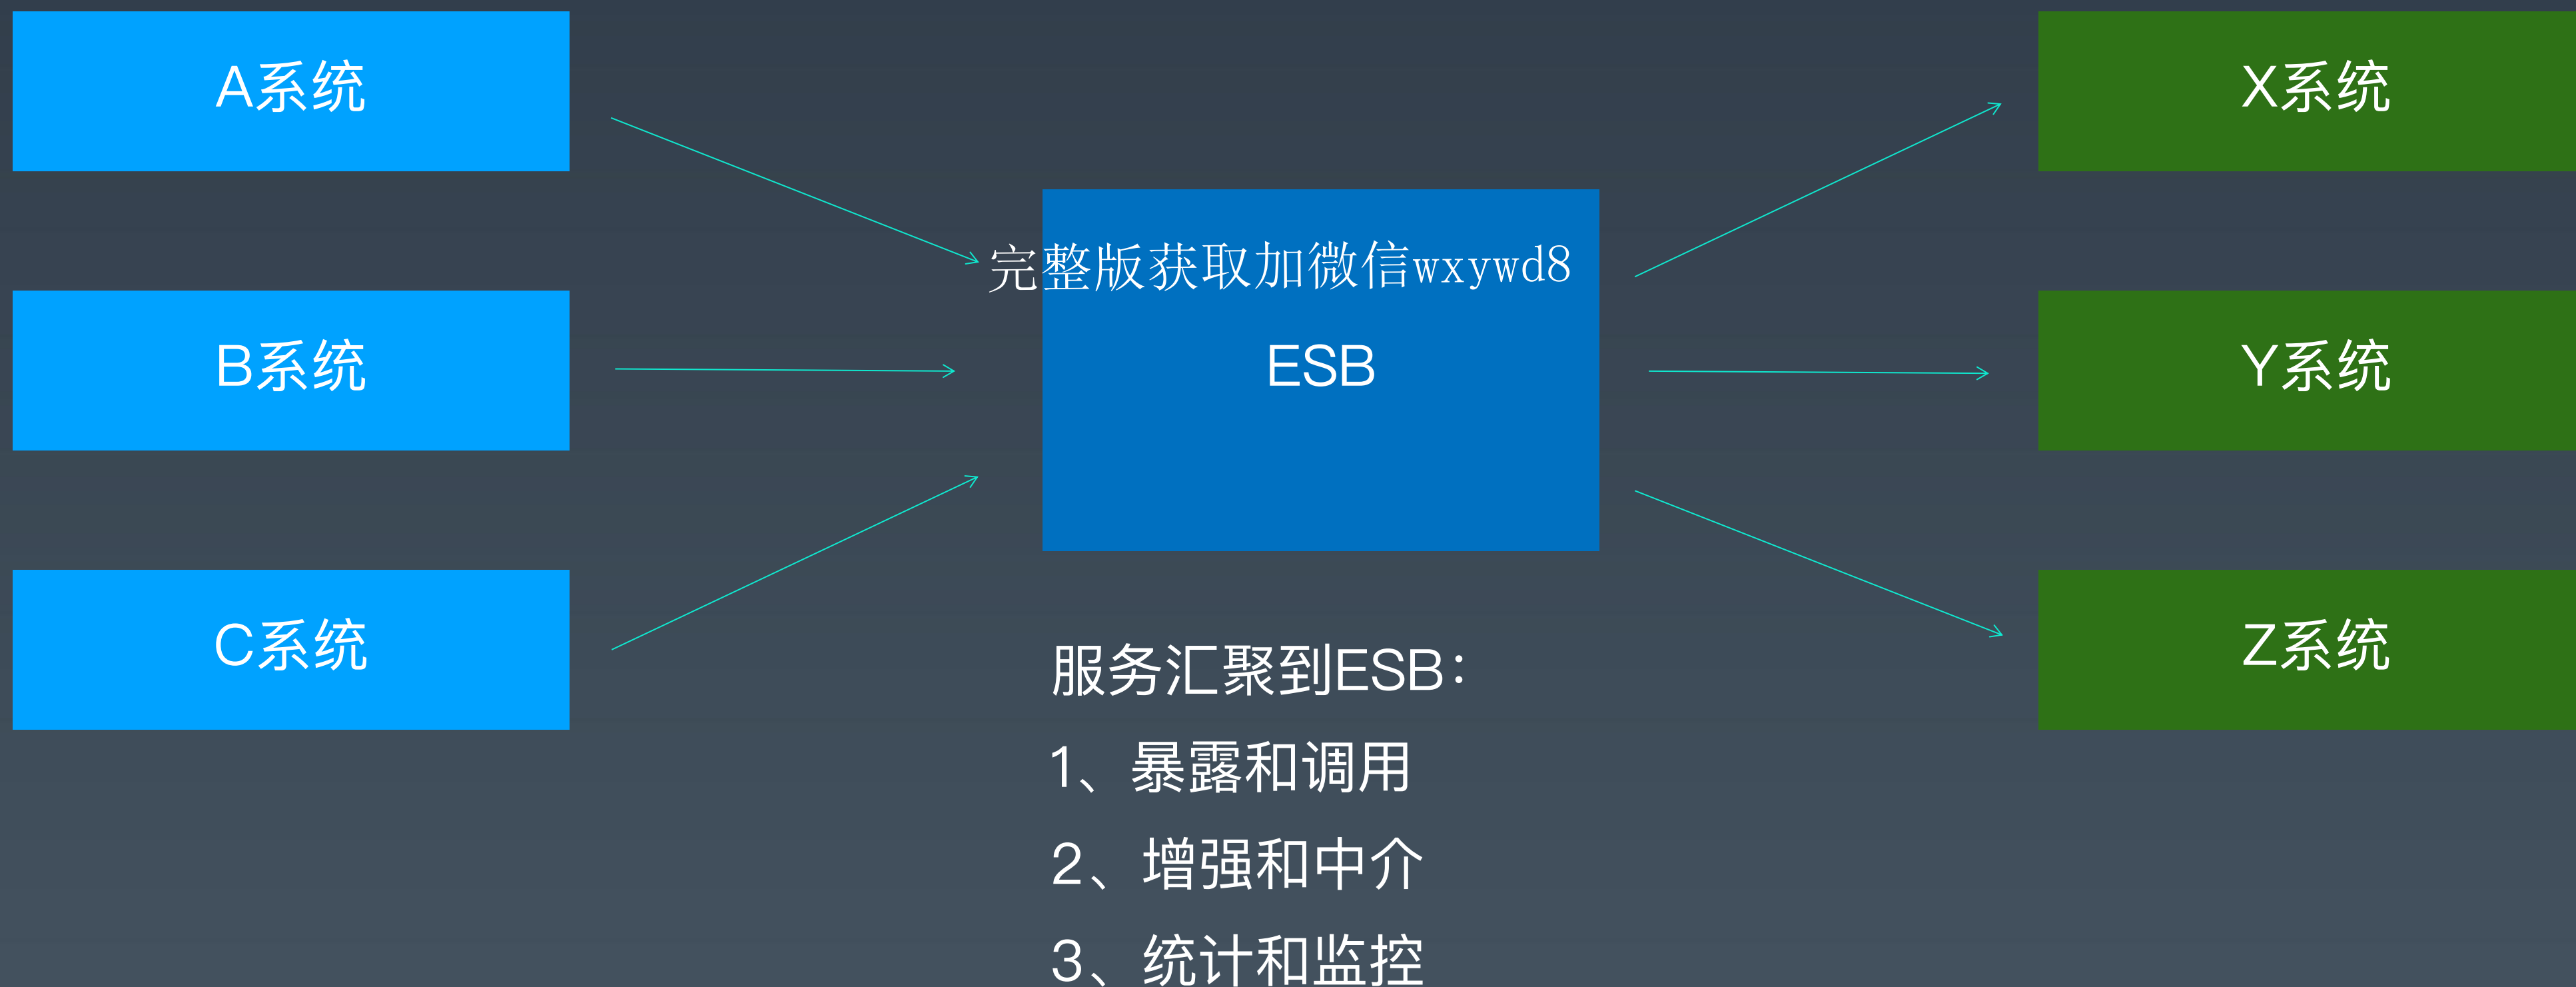 A系统
X系统
完整版获取加微信wxywd8
B系统
ESB
Y系统
C系统
Z系统
服务汇聚到ESB：
1、暴露和调用
2、增强和中介
3、统计和监控